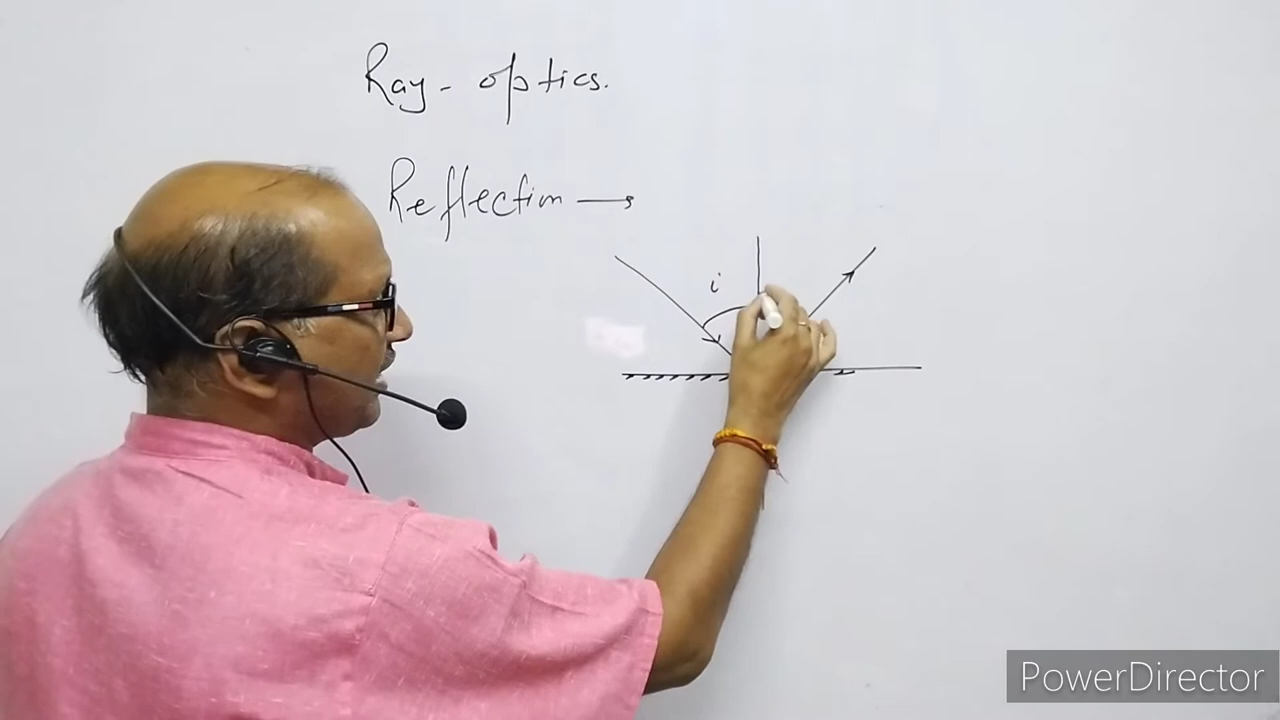 Ray - optics.
Reflection →
i
PowerDirector